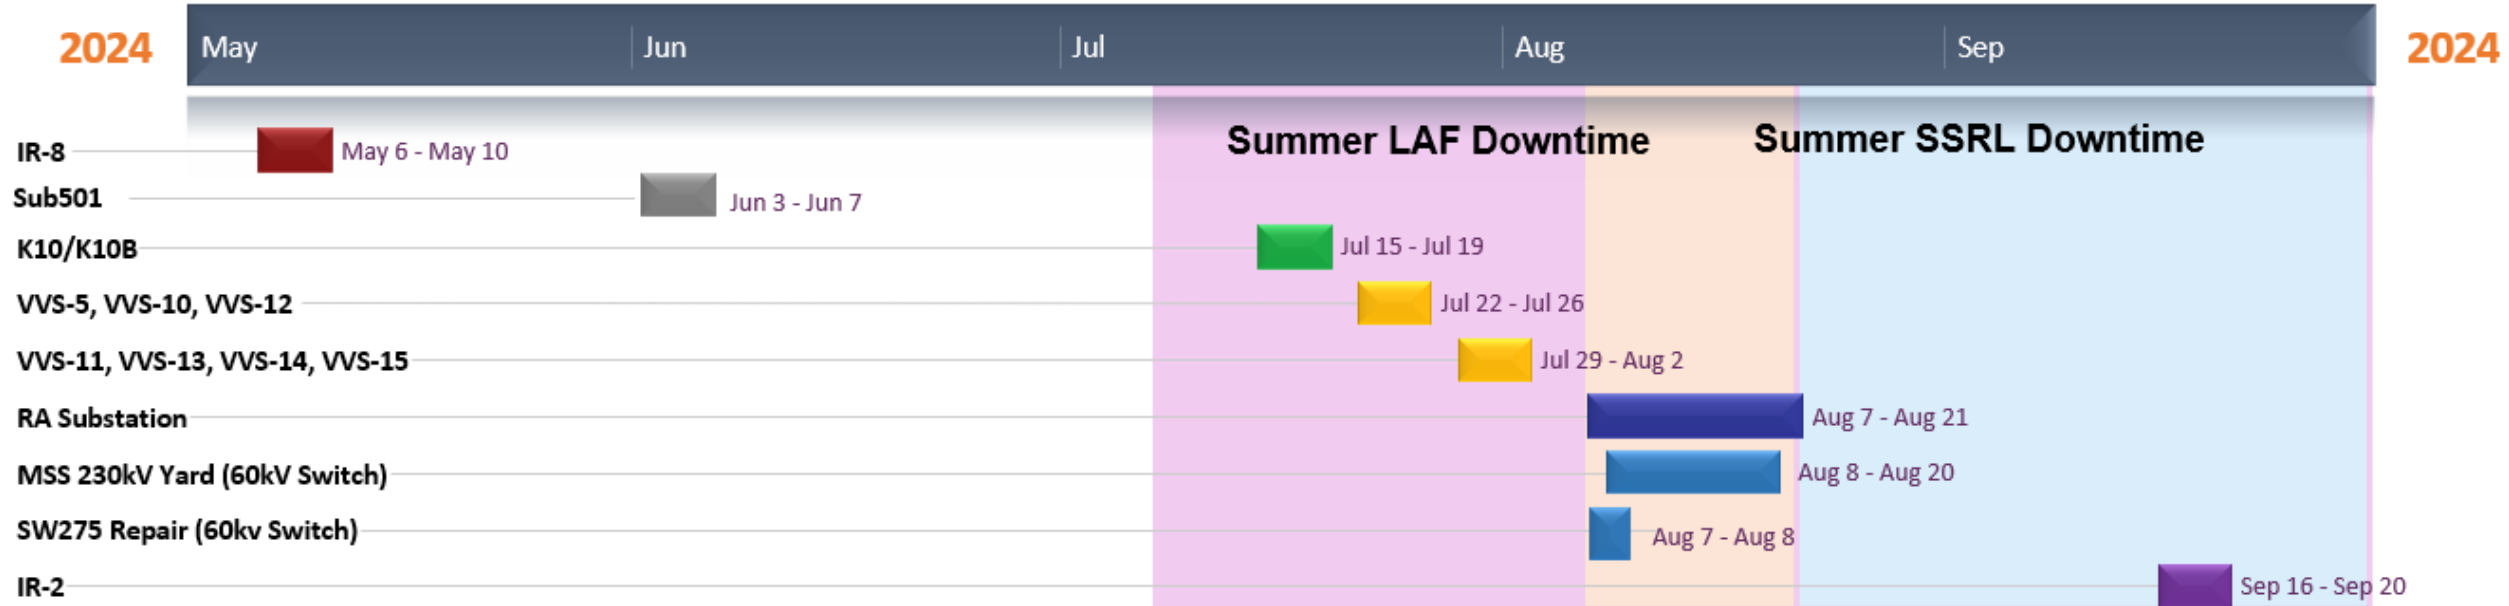 2024 May Jun Jul Aug Sep 2024
Summer LAF Downtime Summer SSRL Downtime
IR-8 May 6 - May 10
Sub501 Jun 3 - Jun 7
K10/K10B Jul 15 - Jul 19
VVS-5, VVS-10, VVS-12 Jul 22 - Jul 26
VVS-11, VVS-13, VVS-14, VVS-15 Jul 29 - Aug 2
RA Substation Aug 7 - Aug 21
MSS 230kV Yard (60kV Switch) Aug 8 - Aug 20
SW275 Repair (60kv Switch) Aug 7 - Aug 8
IR-2 Sep 16 - Sep 20